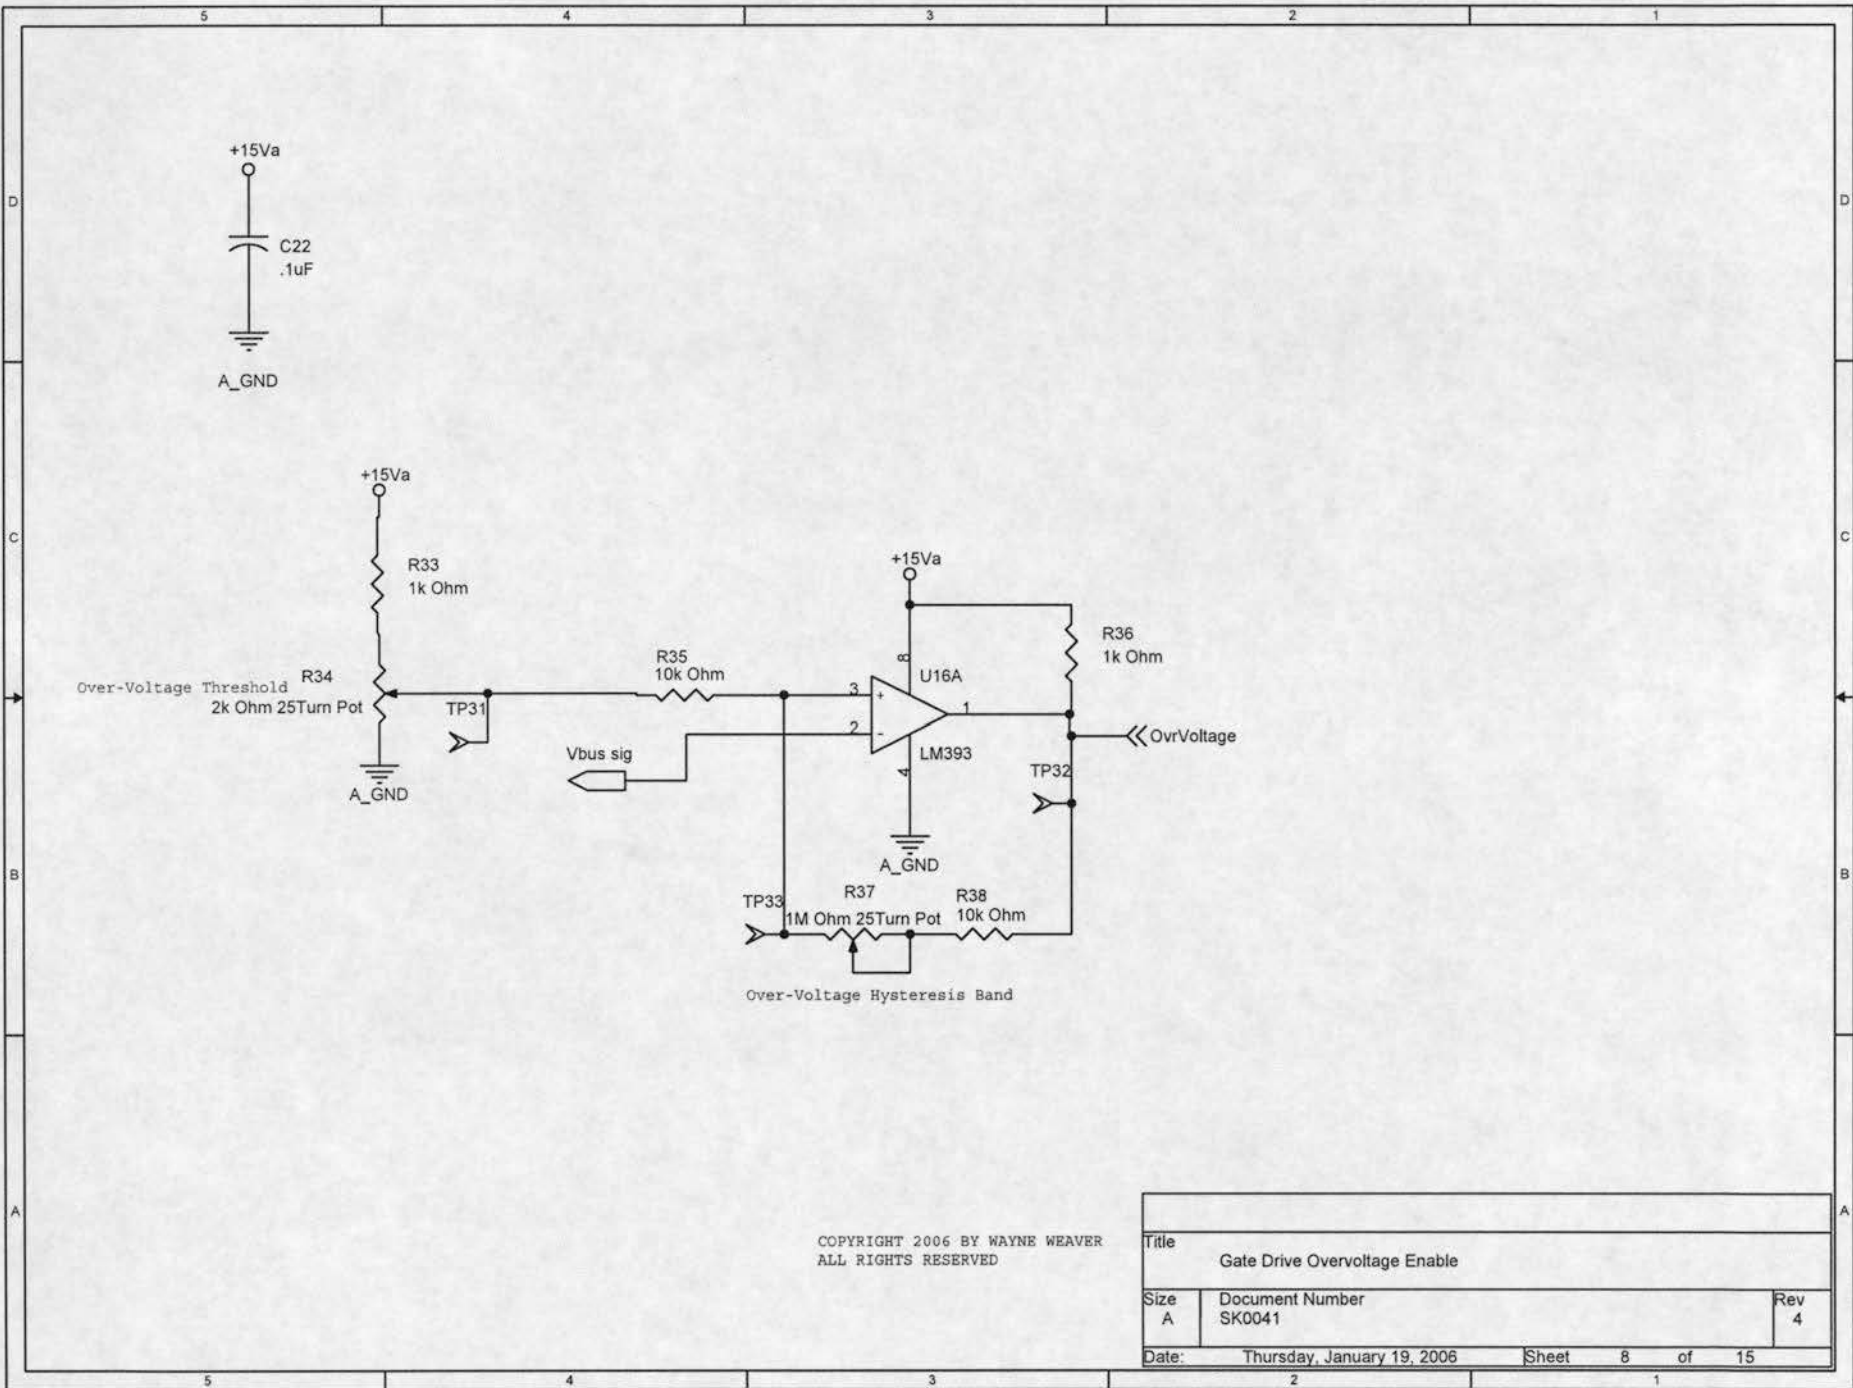 5 4 3 2 1
+15Va
D D
C22
.1uF
A_GND
+15Va
C C
R33
1k Ohm
+15Va
R36
1k Ohm
R35
10k Ohm
8
U16A
Over-Voltage Threshold
R34
2k Ohm 25Turn Pot
3
+
1
TP31
2
-
OvrVoltage
Vbus sig
LM393
4
TP32
A_GND
A_GND
B B
R37
R38
TP33
1M Ohm 25Turn Pot
10k Ohm
Over-Voltage Hysteresis Band
A A
COPYRIGHT 2006 BY WAYNE WEAVER
ALL RIGHTS RESERVED
Title
Gate Drive Overvoltage Enable
Size Document Number Rev
A SK0041 4
Date: Thursday, January 19, 2006 Sheet 8 of 15
5 4 3 2 1